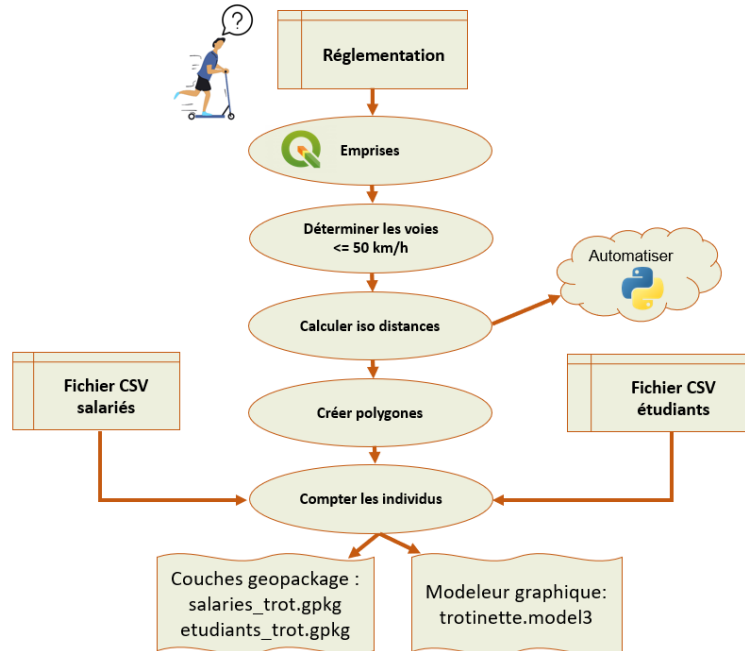 ?
Réglementation
Emprises
Déterminer les voies
<= 50 km/h
Automatiser
Calculer iso distances
Fichier CSV
salariés
Fichier CSV
étudiants
Créer polygones
Compter les individus
Couches geopackage :
salaries_trot.gpkg
etudiants_trot.gpkg
Modeleur graphique:
trotinette.model3